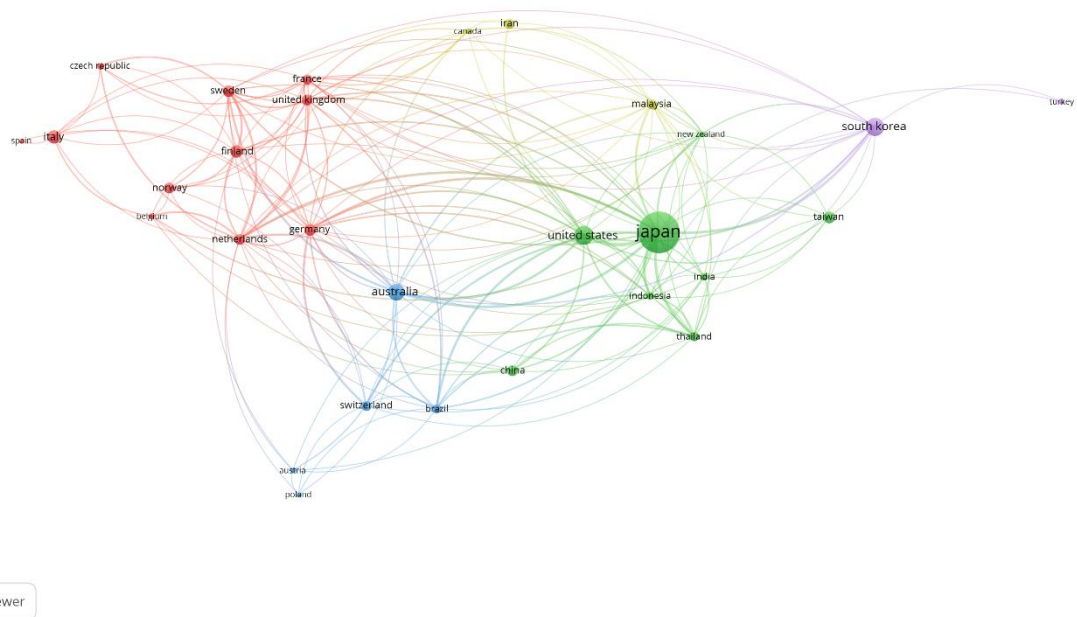 iran
canada
czech republic
france
sweden
united kingdom
malaysia
turkey
south korea
new zealand
spain
italy
finland
norway
belgium
taiwan
germany
netherlands
united states
japan
india
australia
indonesia
thailand
china
switzerland
brazil
austria
poland
ewer